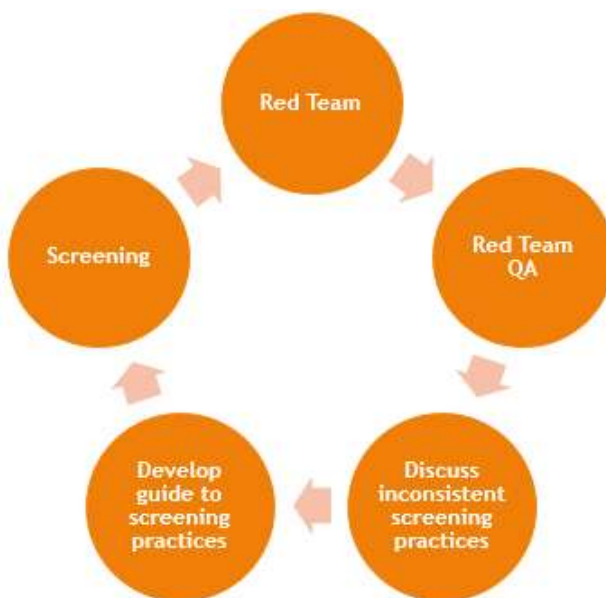 Red Team
Screening
Red Team
QA
Develop
guide to
screening
practices
Discuss
inconsistent
screening
practices